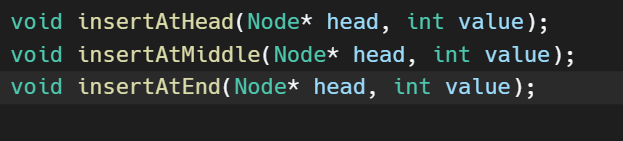 void insertAtHead(Node* head, int value);
void insertAtMiddle(Node* head, int value);
void insertAtEnd(Node* head, int value);